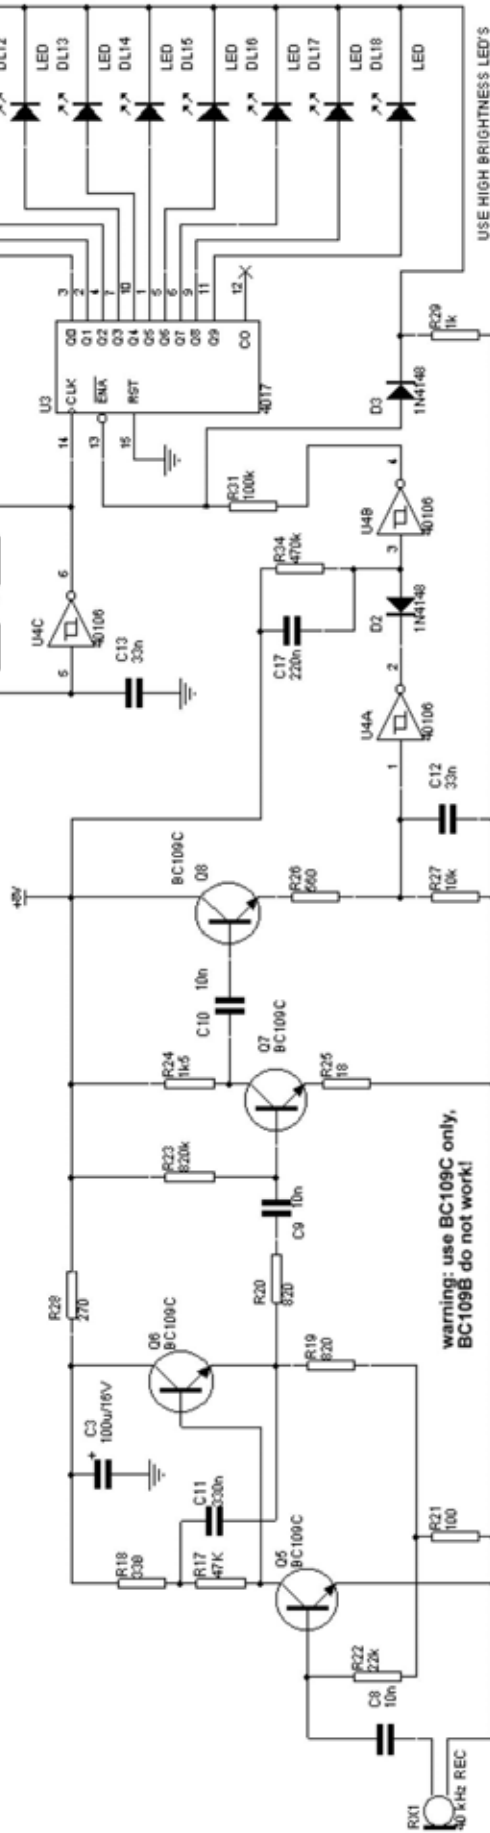 DL12
LED
DL13
LED
DL14
LED
DL15
LED
DL16
LED
DL17
LED
DL18
LED
USE HIGH BRIGHTNESS LED'S
3
2
4
7
10
1
5
6
9
11
12
Q0
Q1
Q2
Q3
Q4
Q5
Q6
Q7
Q8
Q9
CO
U3
CLK
ENA
RST
4017
14
13
15
R29
1k
D3
1N4148
R31
100k
U4B
40106
4
3
R34
470k
C17
220n
D2
1N4148
U4C
40106
6
5
C13
33n
U4A
40106
2
1
C12
33n
BC109C
Q8
R26
560
R27
10k
10n
C10
Q7
BC109C
R24
1k5
R25
18
R23
820k
10n
C9
warning: use BC109C only,
BC109B do not work!
R28
270
R20
820
Q6
BC109C
R19
820
C3
100u/16V
+
C11
330n
R18
R17
47K
Q5
BC109C
R21
100
R22
22k
C8
10n
RX1
40 kHz REC